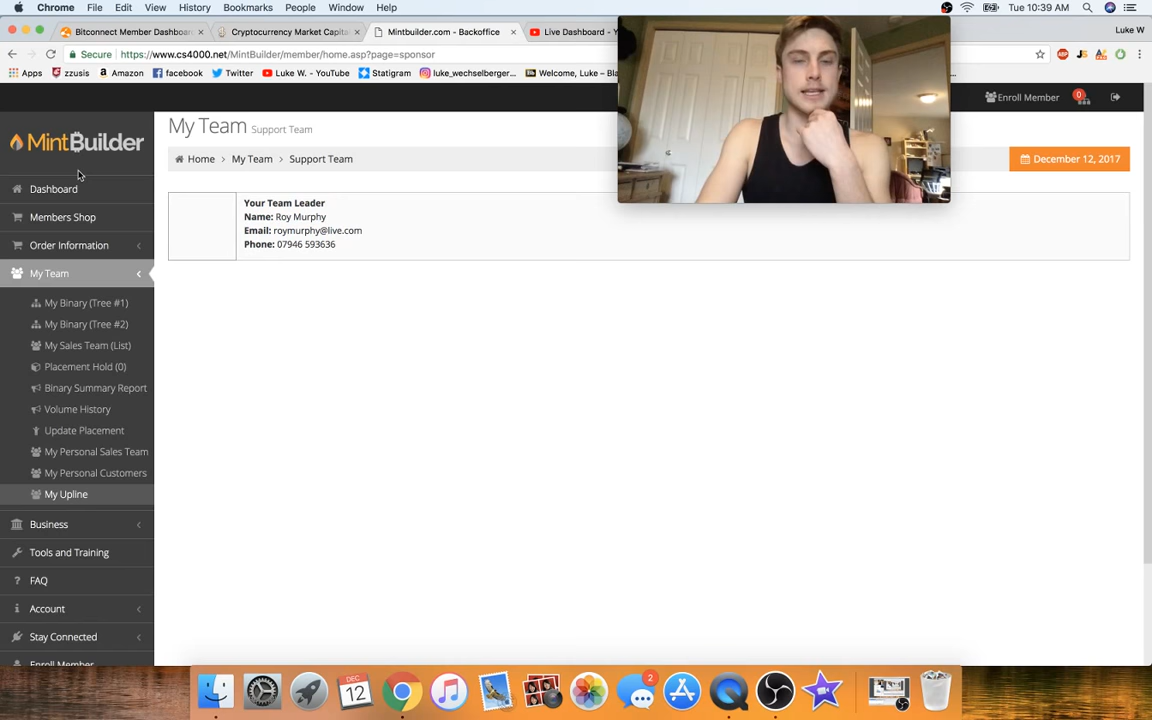 Chrome File Edit View History Bookmarks People Window Help Tue 10:39 AM
Bitconnect Member Dashboard Cryptocurrency Market Capita Mintbuilder.com - Backoffice Live Dashboard - Y Luke W
Secure https://www.cs4000.net/MintBuilder/member/home.asp?page=sponsor
Apps zzusis Amazon facebook Twitter Luke W. - YouTube Statigram luke_wechselberger... Welcome, Luke – Bla
Enroll Member 0
MintBuilder
My Team Support Team
Home > My Team > Support Team December 12, 2017
Dashboard
Members Shop
Order Information
My Team
My Binary (Tree #1)
My Binary (Tree #2)
My Sales Team (List)
Placement Hold (0)
Binary Summary Report
Volume History
Update Placement
My Personal Sales Team
My Personal Customers
My Upline
Business
Tools and Training
FAQ
Account
Stay Connected
Enroll Member
Your Team Leader
Name: Roy Murphy
Email: roymurphy@live.com
Phone: 07946 593636
DEC
12
2